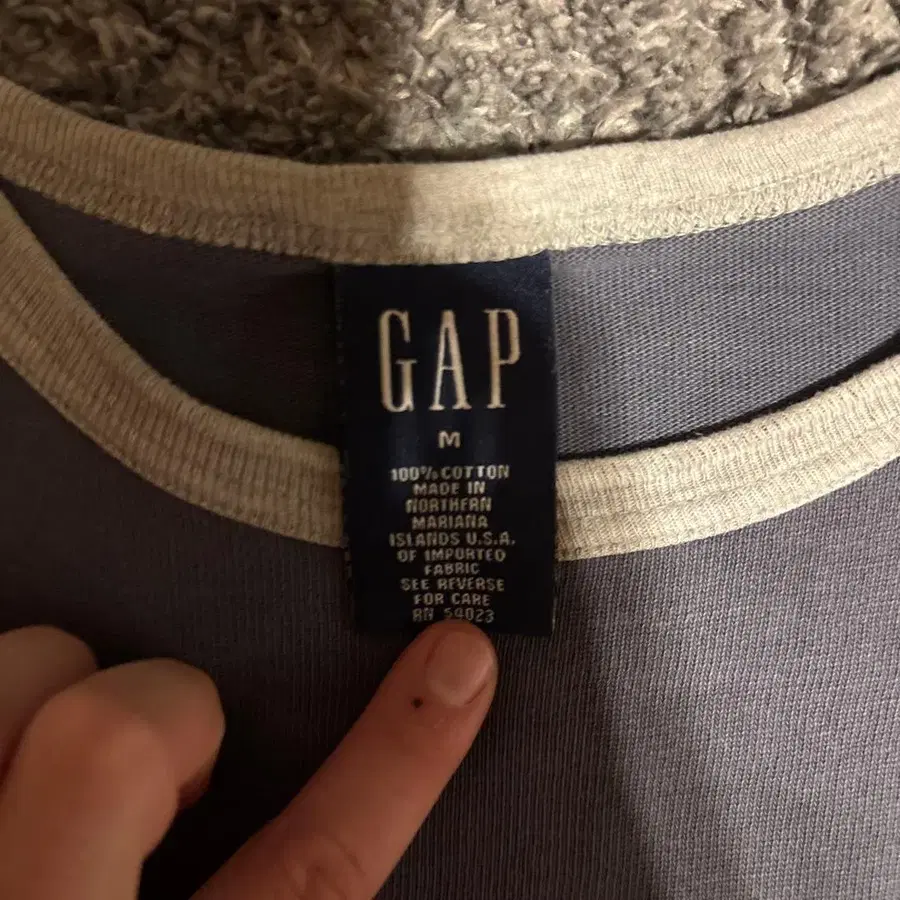 GAP
M
100% COTTON
MADE IN
NORTHERN
MARIANA
ISLANDS U.S.A.
OF IMPORTED
FABRIC
SEE REVERSE
FOR CARE
RN 54023